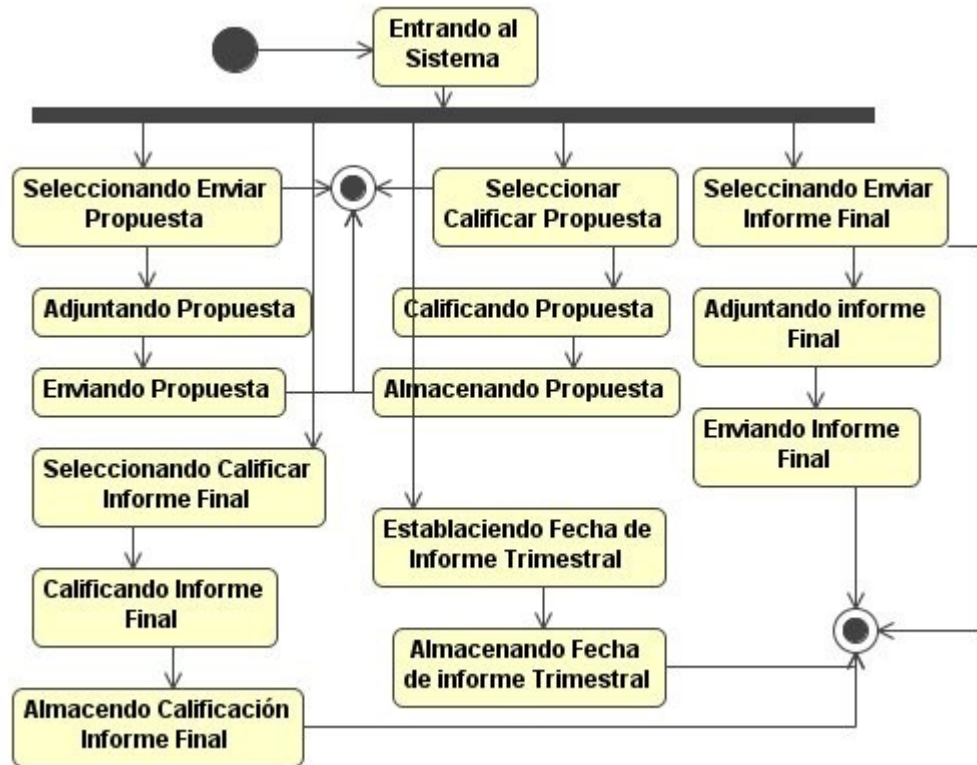 Entrando al
Sistema
Seleccionando Enviar
Propuesta
Seleccionar
Calificar Propuesta
Seleccinando Enviar
Informe Final
Adjuntando Propuesta
Calificando Propuesta
Adjuntando informe
Final
Enviando Propuesta
Almacenando Propuesta
Enviando Informe
Final
Seleccionando Calificar
Informe Final
Establaciendo Fecha de
Informe Trimestral
Calificando Informe
Final
Almacenando Fecha
de informe Trimestral
Almacendo Calificación
Informe Final